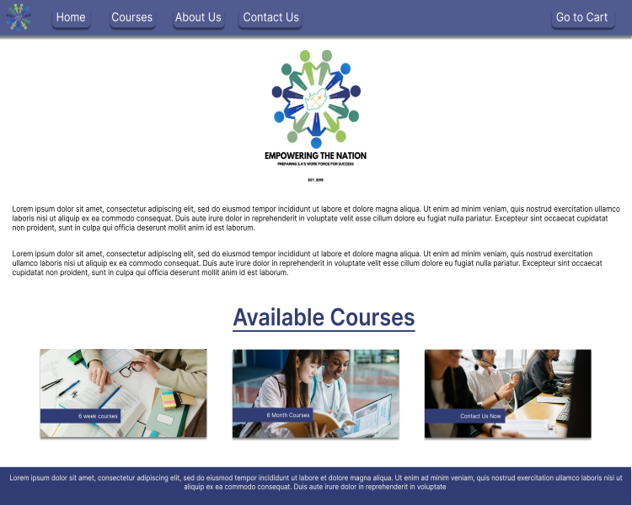 Home Courses About Us Contact Us Go to Cart
EMPOWERING THE NATION
PREPARING S.A'S WORK FORCE FOR SUCCESS
Lorem ipsum dolor sit amet, consectetur adipiscing elit, sed do eiusmod tempor incididunt ut labore et dolore magna aliqua. Ut enim ad minim veniam, quis nostrud exercitation ullamco
laboris nisi ut aliquip ex ea commodo consequat. Duis aute irure dolor in reprehenderit in voluptate velit esse cillum dolore eu fugiat nulla pariatur. Excepteur sint occaecat cupidatat
non proident, sunt in culpa qui officia deserunt mollit anim id est laborum.
Lorem ipsum dolor sit amet, consectetur adipiscing elit, sed do eiusmod tempor incididunt ut labore et dolore magna aliqua. Ut enim ad minim veniam, quis nostrud exercitation
ullamco laboris nisi ut aliquip ex ea commodo consequat. Duis aute irure dolor in reprehenderit in voluptate velit esse cillum dolore eu fugiat nulla pariatur. Excepteur sint occaecat
cupidatat non proident, sunt in culpa qui officia deserunt mollit anim id est laborum.
Available Courses
6 week courses
6 Month Courses
Contact Us Now
Lorem ipsum dolor sit amet, consectetur adipiscing elit, sed do eiusmod tempor incididunt ut labore et dolore magna aliqua. Ut enim ad minim veniam, quis nostrud exercitation ullamco laboris nisi ut
aliquip ex ea commodo consequat. Duis aute irure dolor in reprehenderit in voluptate